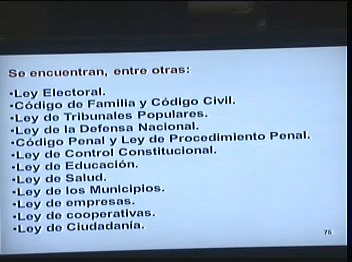 Se encuentran, entre otras:
•Ley Electoral.
•Código de Familia y Código Civil.
•Ley de Tribunales Populares.
•Ley de la Defensa Nacional.
•Código Penal y Ley de Procedimiento Penal.
•Ley de Control Constitucional.
•Ley de Educación.
•Ley de Salud.
•Ley de los Municipios.
•Ley de empresas.
•Ley de cooperativas.
•Ley de Ciudadanía.
75